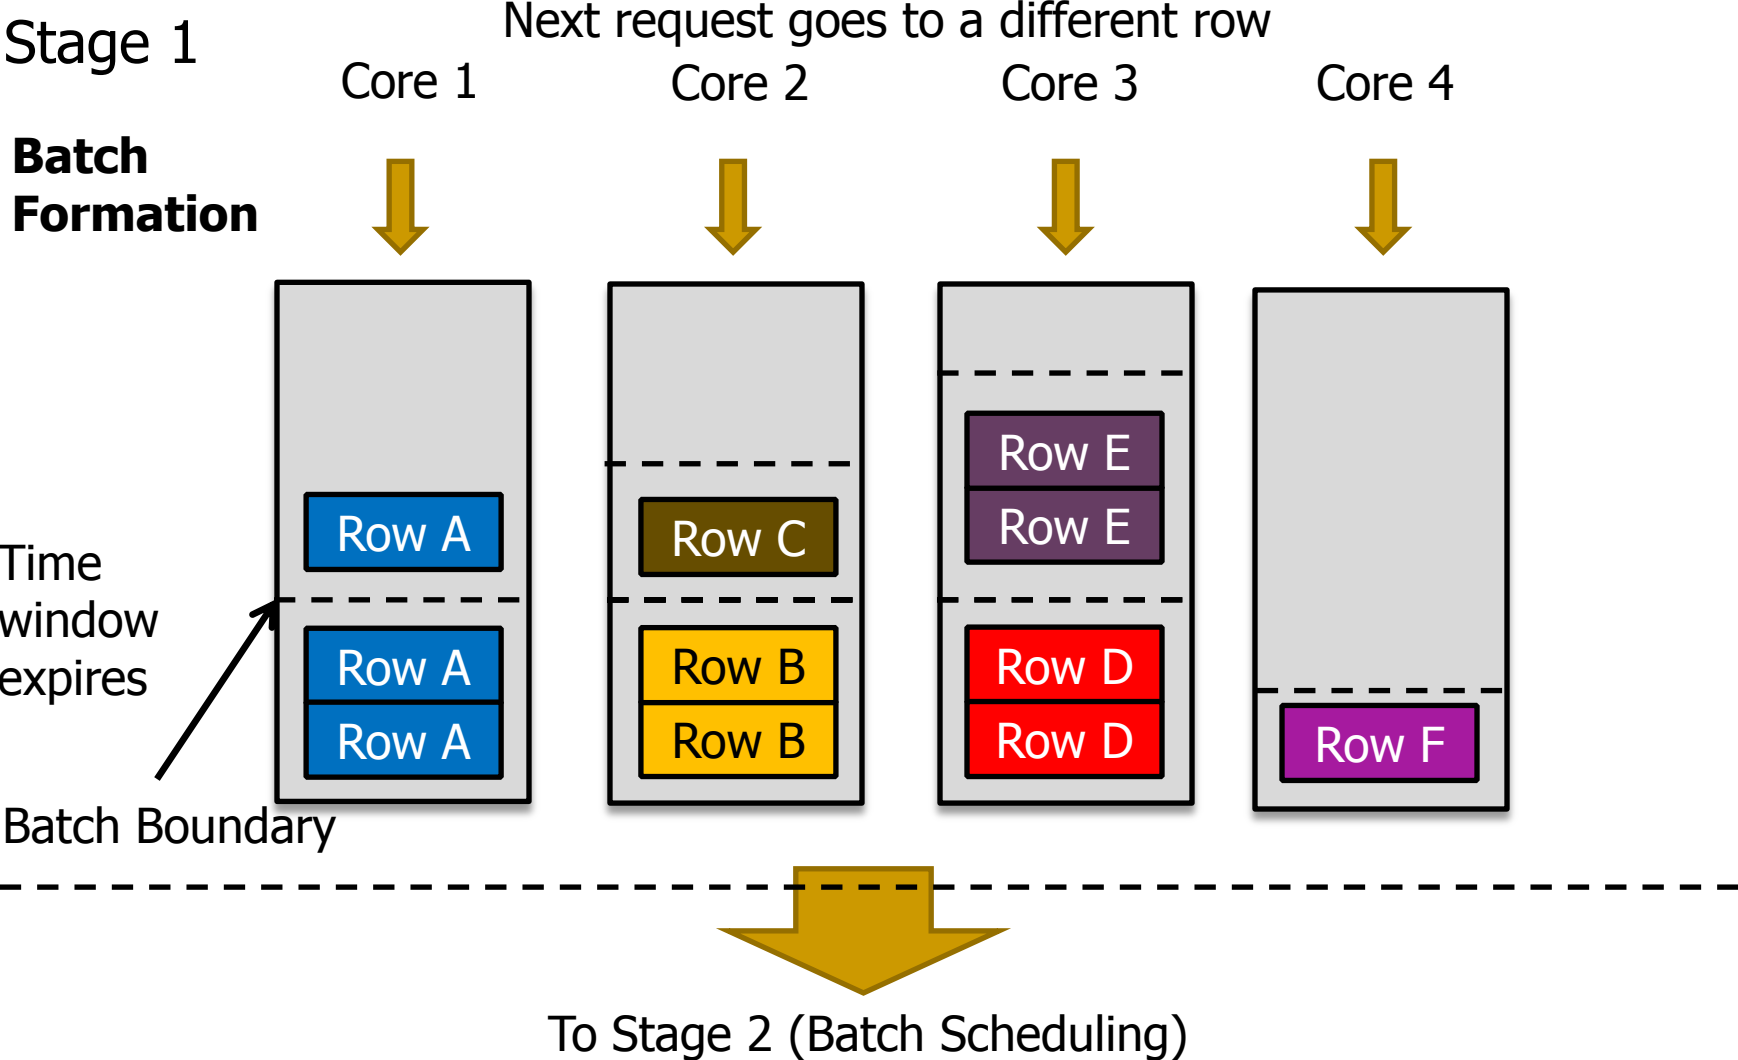 Stage 1
Next request goes to a different row
Core 1
Core 2
Core 3
Core 4
Batch
Formation
Row A
Row A
Row A
Row C
Row B
Row B
Row E
Row E
Row D
Row D
Row F
Time
window
expires
Batch Boundary
To Stage 2 (Batch Scheduling)